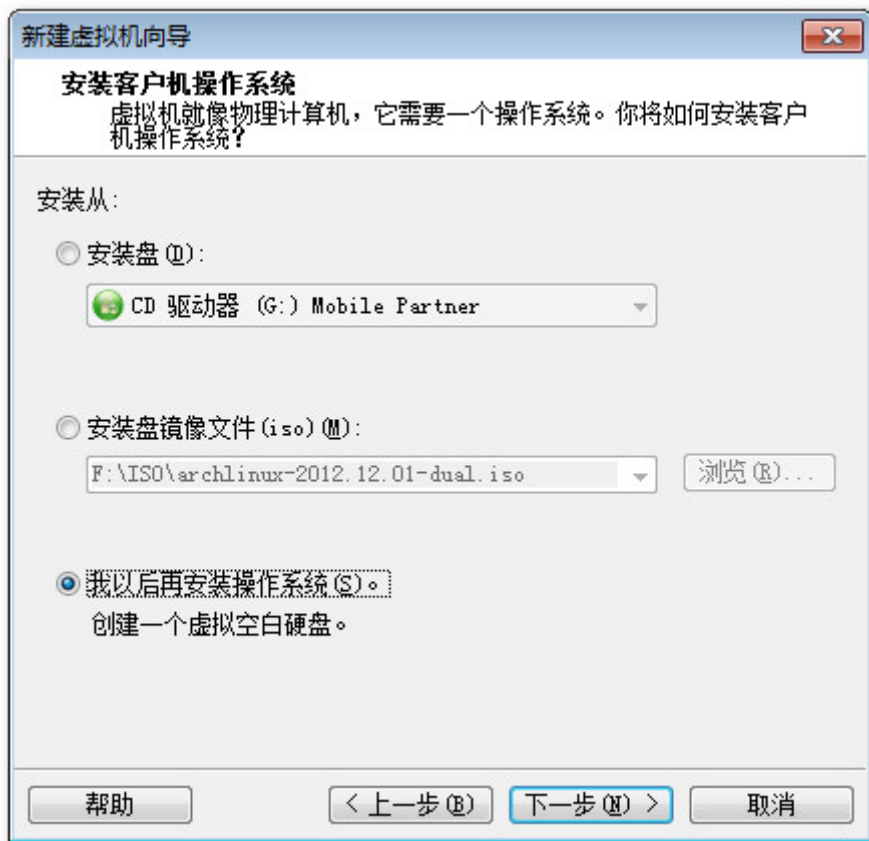 新建虚拟机向导
安装客户机操作系统
虚拟机就像物理计算机，它需要一个操作系统。你将如何安装客户
机操作系统？
安装从:
安装盘(D):
CD 驱动器 (G:) Mobile Partner
安装盘镜像文件(iso)(M):
F:\ISO\archlinux-2012.12.01-dual.iso
浏览(R)...
我以后再安装操作系统(S)。
创建一个虚拟空白硬盘。
帮助
< 上一步(B)
下一步(N) >
取消